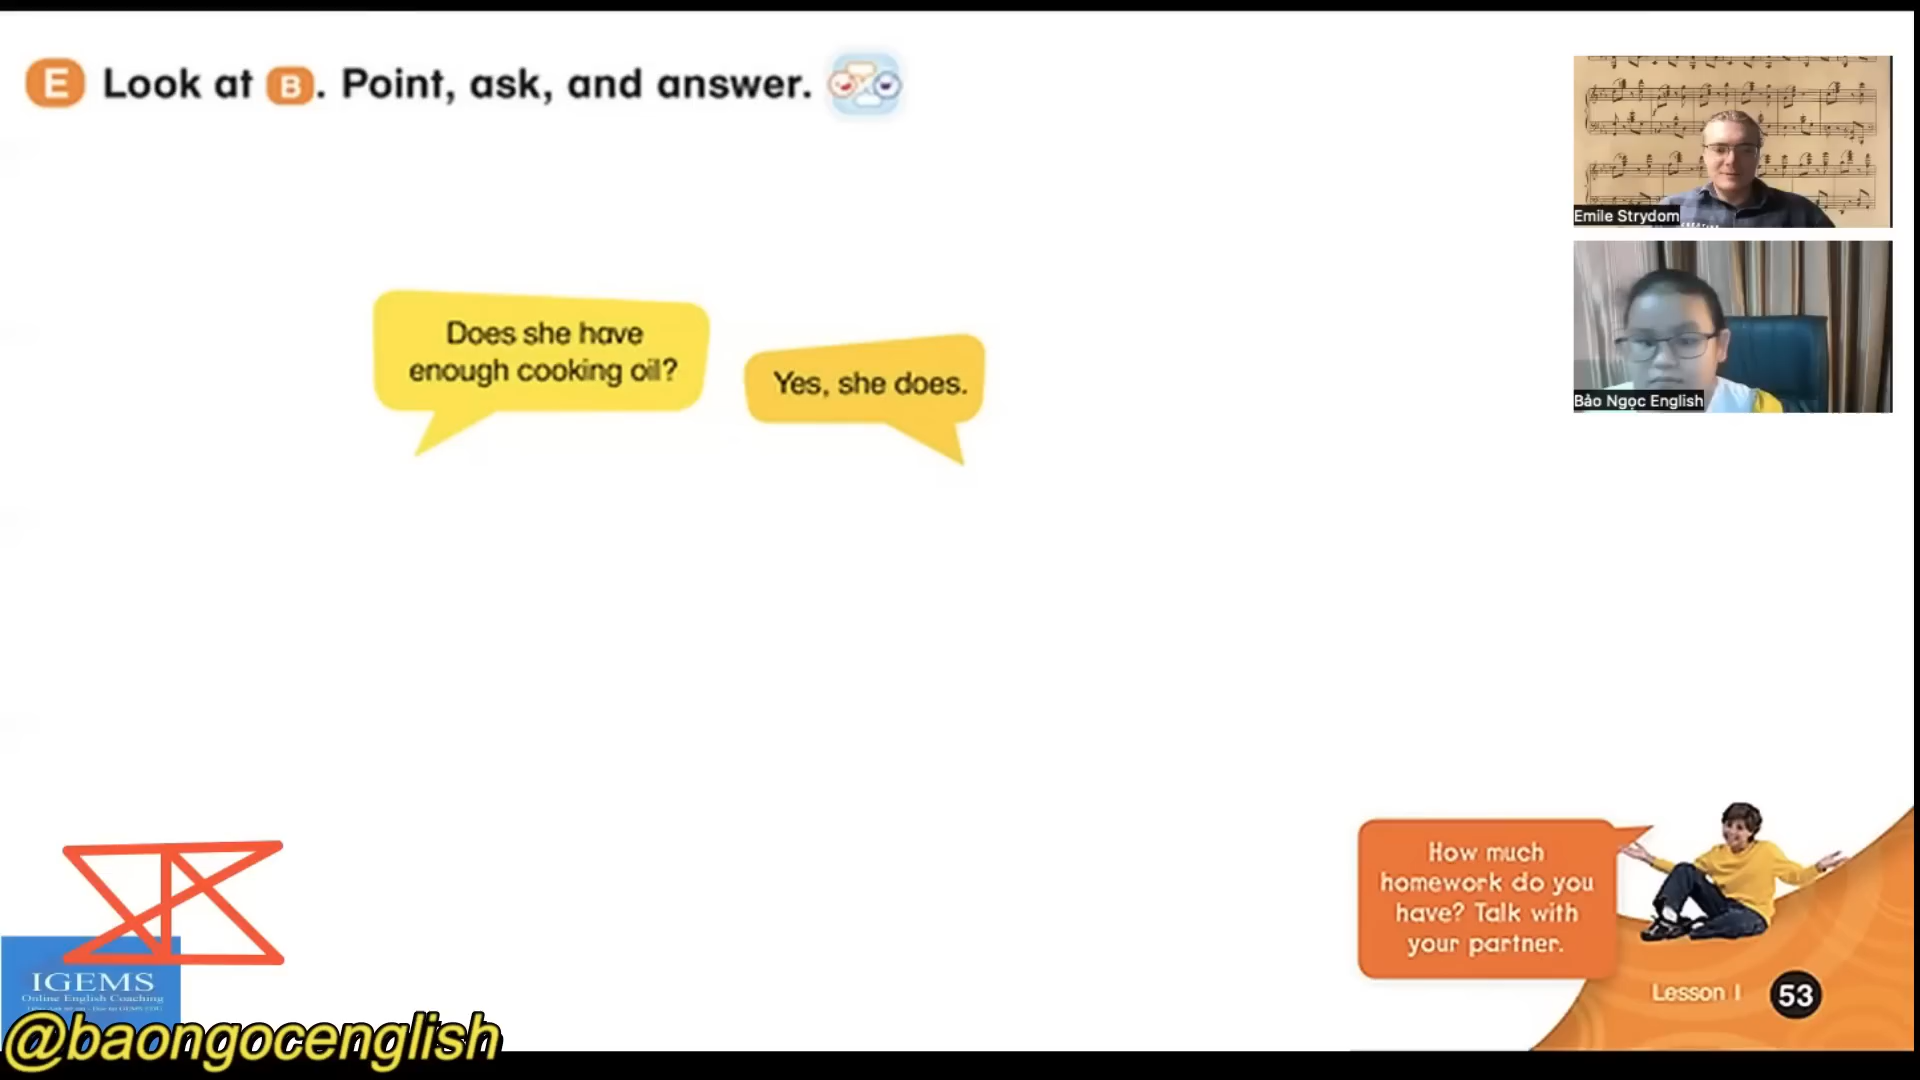 E Look at B. Point, ask, and answer.
Does she have
enough cooking oil?
Yes, she does.
Emile Strydom
Bảo Ngọc English
How much
homework do you
have? Talk with
your partner.
Lesson 1 53
IGEMS
Online English Coaching
@baongocenglish